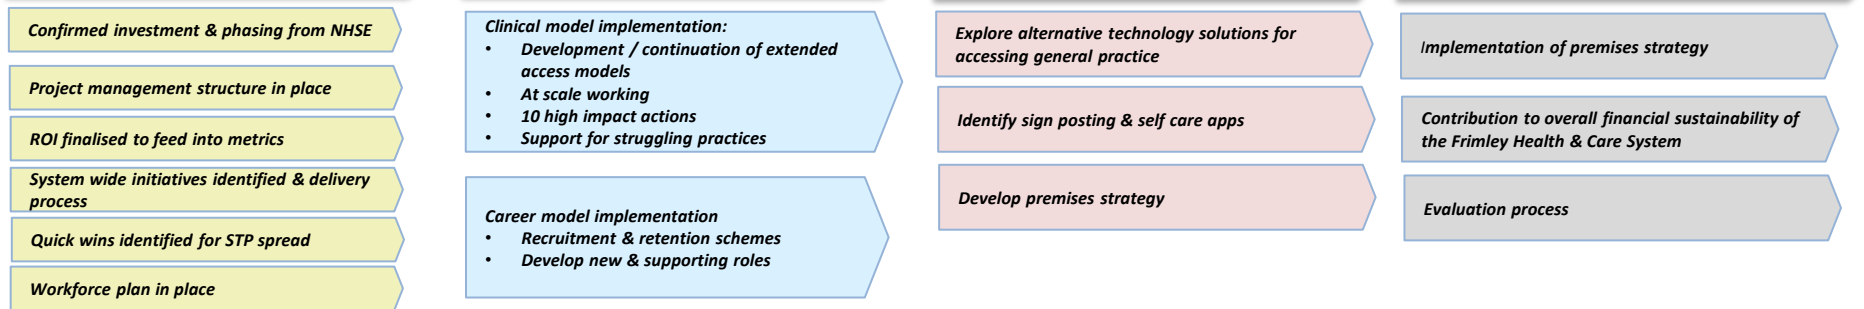 Confirmed investment & phasing from NHSE
Project management structure in place
ROI finalised to feed into metrics
System wide initiatives identified & delivery
process
Quick wins identified for STP spread
Workforce plan in place
Clinical model implementation:
• Development / continuation of extended
access models
• At scale working
• 10 high impact actions
• Support for struggling practices
Career model implementation
• Recruitment & retention schemes
• Develop new & supporting roles
Explore alternative technology solutions for
accessing general practice
Identify sign posting & self care apps
Develop premises strategy
Implementation of premises strategy
Contribution to overall financial sustainability of
the Frimley Health & Care System
Evaluation process